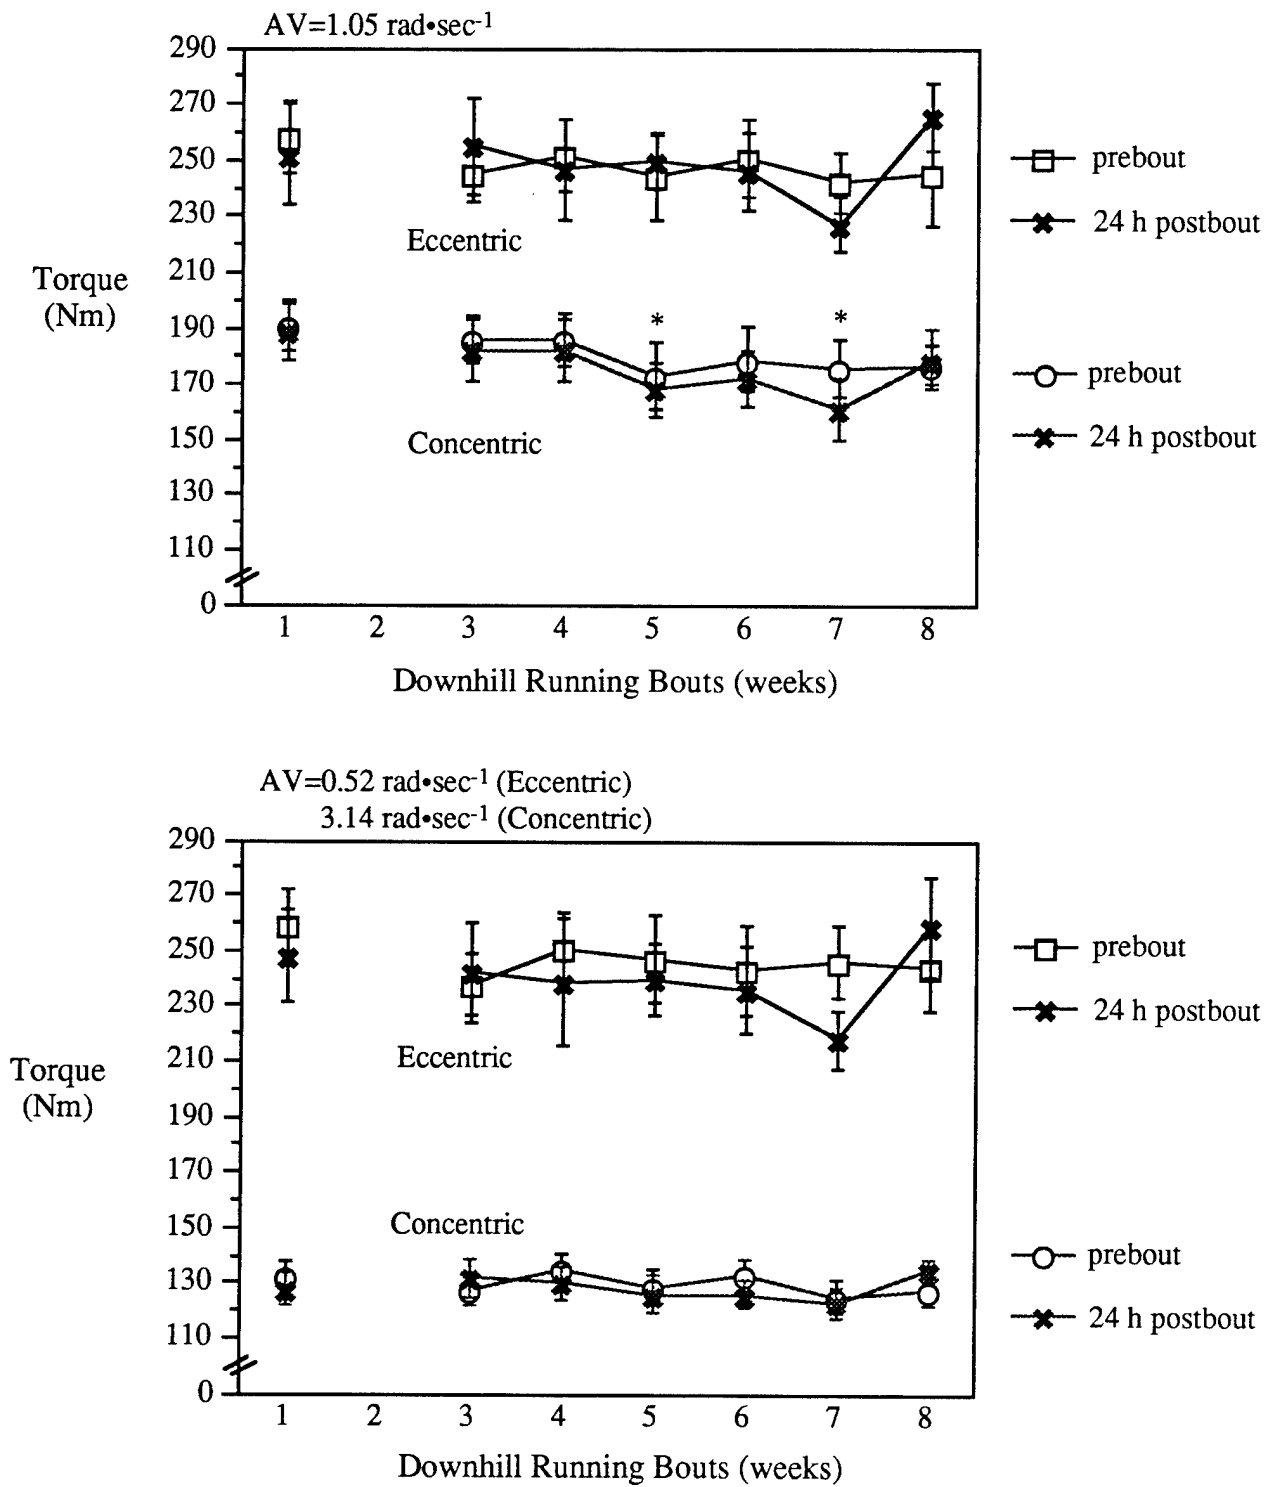 AV=1.05 rad•sec-1
290
270
250
230
210
190
170
150
130
110
0
Torque
(Nm)
Eccentric
Concentric
* *
1 2 3 4 5 6 7 8
Downhill Running Bouts (weeks)
prebout
24 h postbout
prebout
24 h postbout
AV=0.52 rad•sec-1 (Eccentric)
3.14 rad•sec-1 (Concentric)
290
270
250
230
210
190
170
150
130
110
0
Torque
(Nm)
Eccentric
Concentric
1 2 3 4 5 6 7 8
Downhill Running Bouts (weeks)
prebout
24 h postbout
prebout
24 h postbout